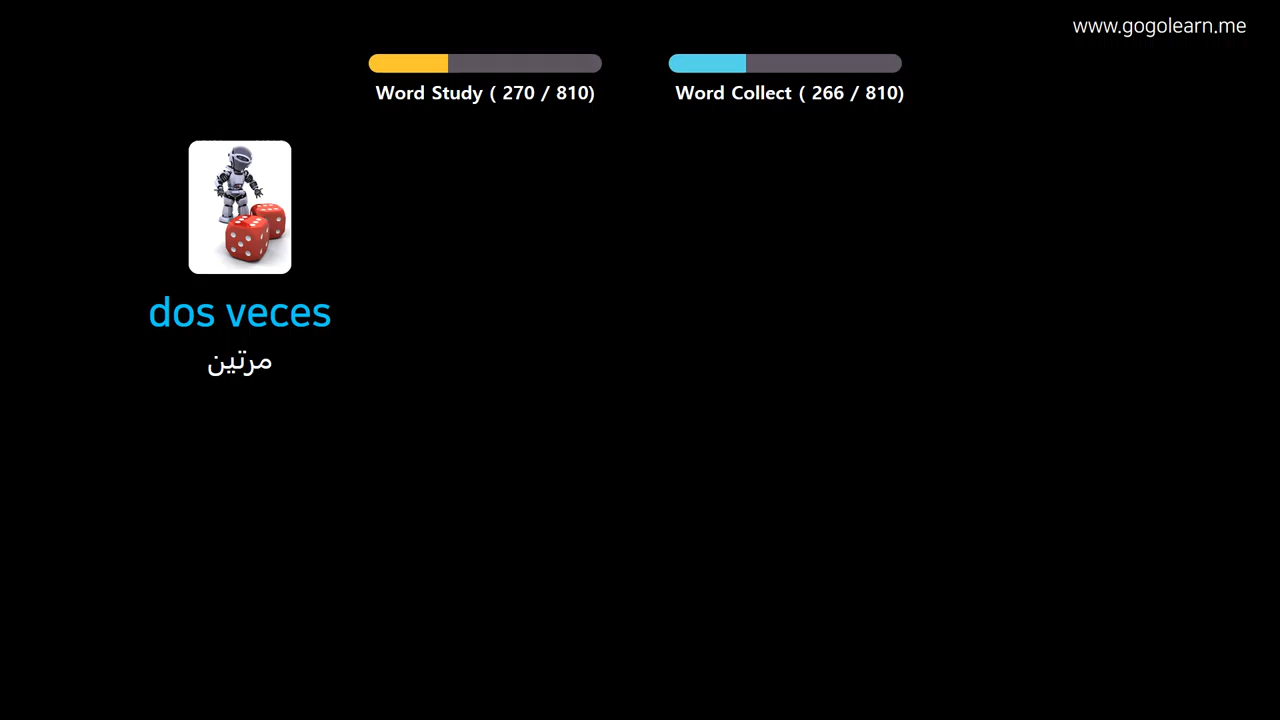 www.gogolearn.me
Word Study ( 270 / 810)
Word Collect ( 266 / 810)
dos veces
مرتين